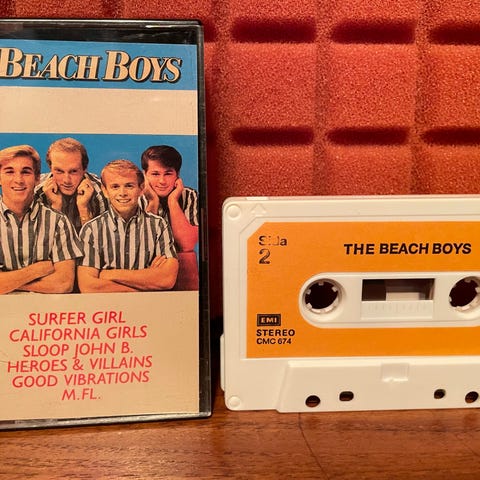 BEACH BOYS
SURFER GIRL
CALIFORNIA GIRLS
SLOOP JOHN B.
HEROES & VILLAINS
GOOD VIBRATIONS
M.FL.
Sida
2
THE BEACH BOYS
EMI
STEREO
CMC 674